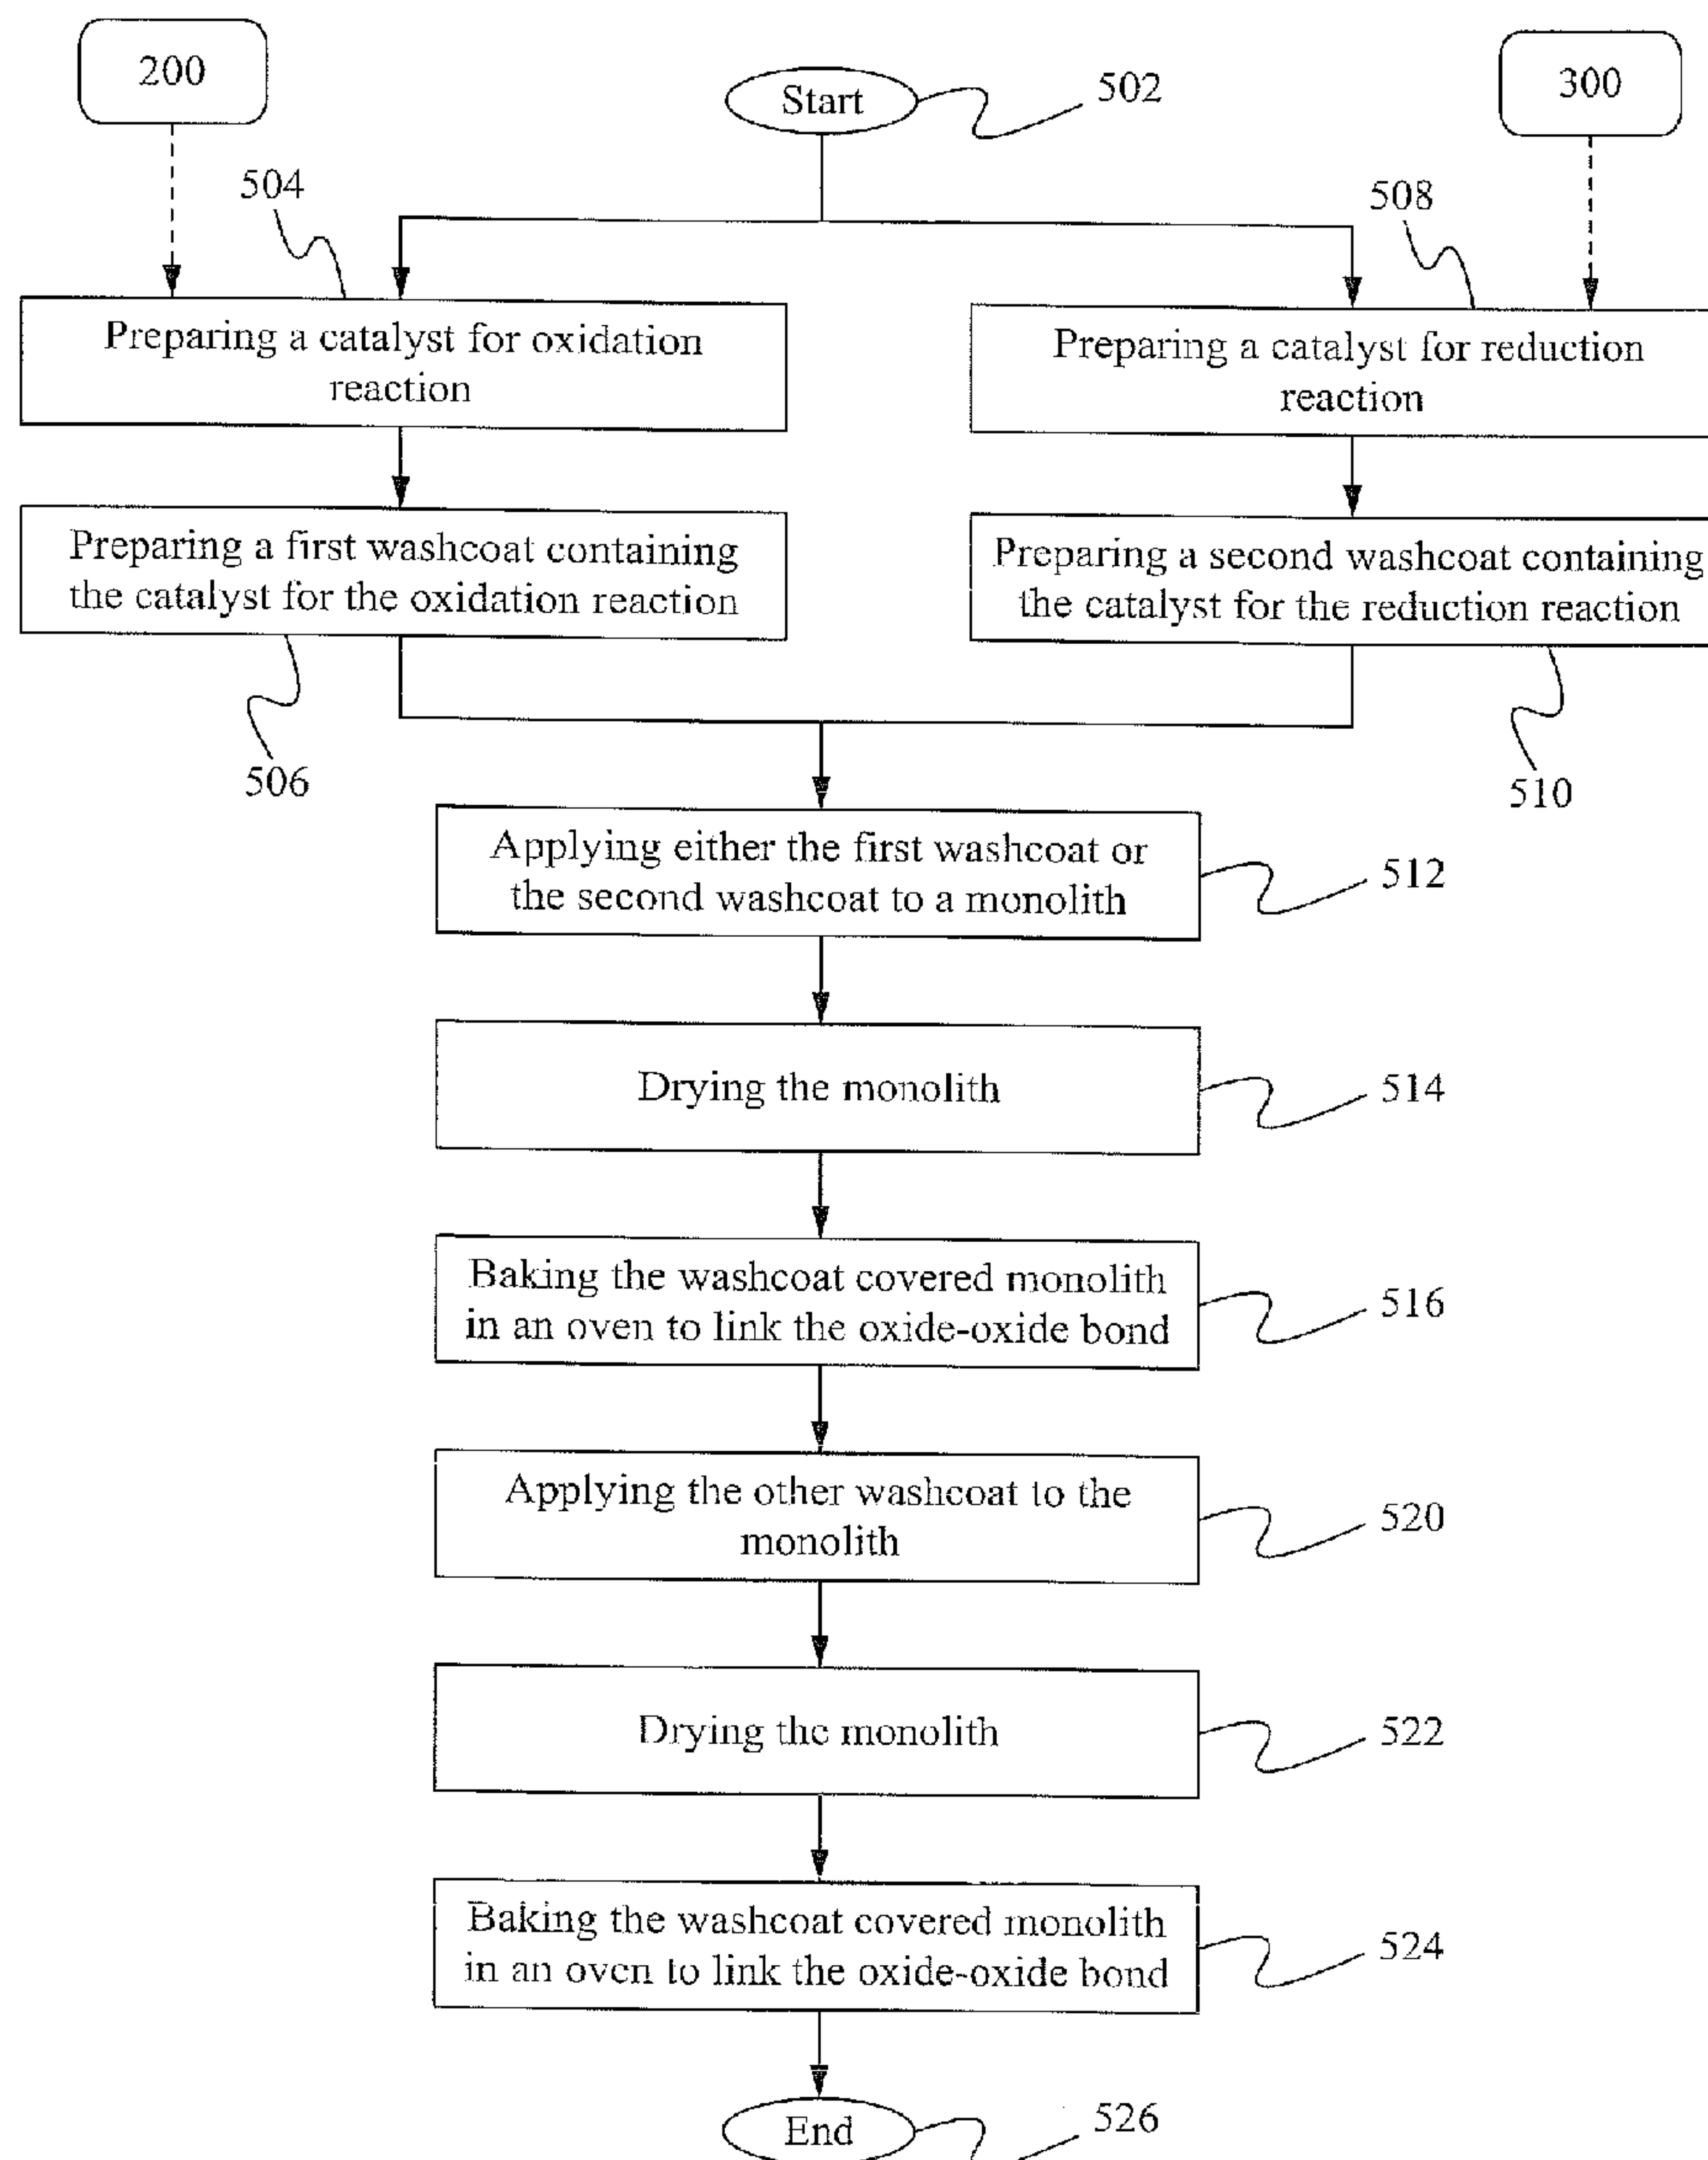 200
Start
502
300
504
508
Preparing a catalyst for oxidation
reaction
Preparing a catalyst for reduction
reaction
Preparing a first washcoat containing
the catalyst for the oxidation reaction
Preparing a second washcoat containing
the catalyst for the reduction reaction
506
510
Applying either the first washcoat or
the second washcoat to a monolith
512
Drying the monolith
514
Baking the washcoat covered monolith
in an oven to link the oxide-oxide bond
516
Applying the other washcoat to the
monolith
520
Drying the monolith
522
Baking the washcoat covered monolith
in an oven to link the oxide-oxide bond
524
End
526